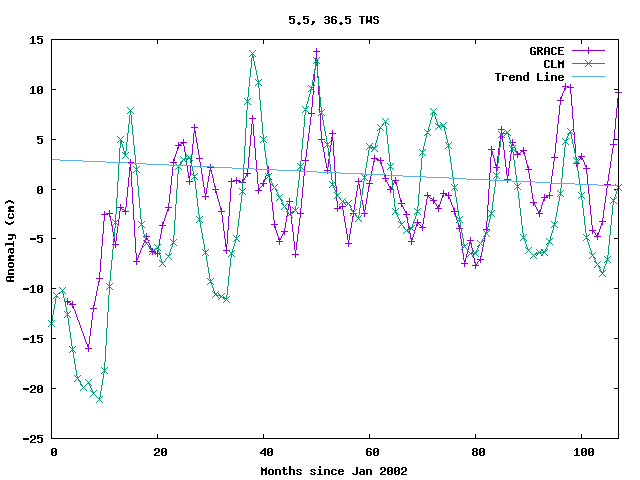 5.5, 36.5 TWS
GRACE
CLM
Trend Line
15
10
5
0
-5
-10
-15
-20
-25
Anomaly (cm)
0 20 40 60 80 100
Months since Jan 2002